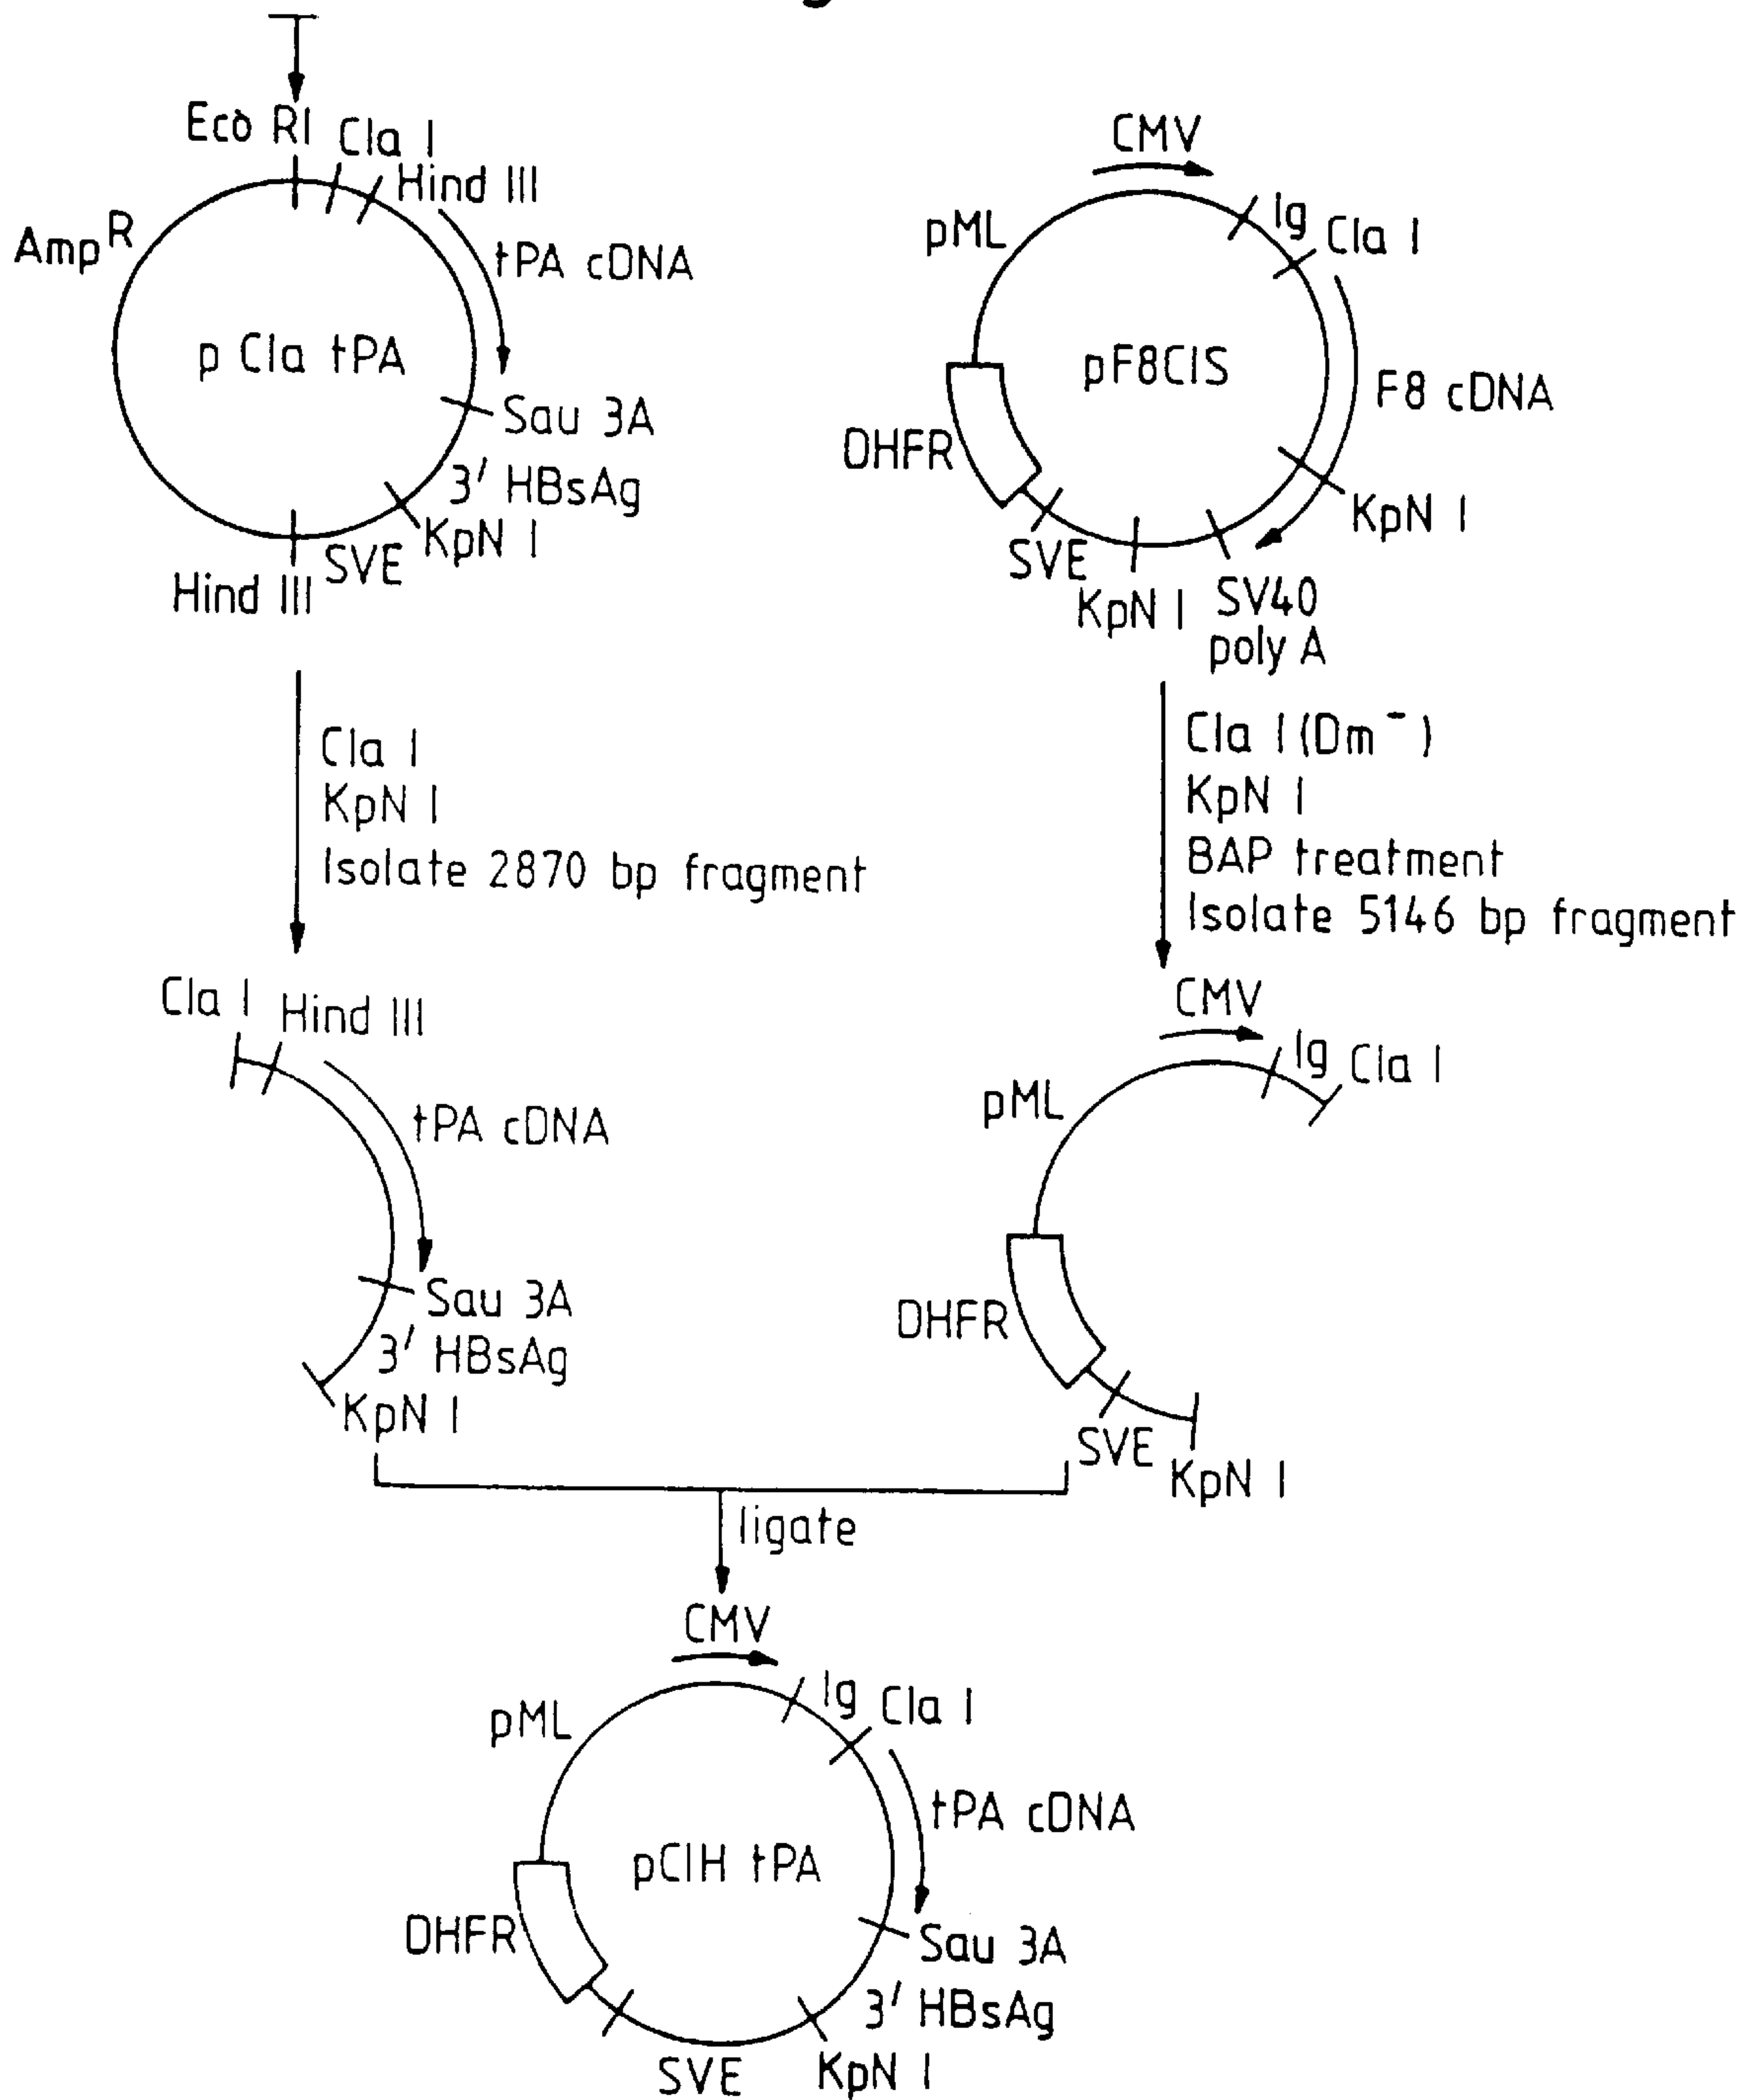 Eco RI
Cla I
Hind III
AmpR
tPA cDNA
p Cla tPA
Sau 3A
3' HBsAg
KpN I
SVE
Hind III
CMV
pML
Ig
Cla I
pF8CIS
F8 cDNA
DHFR
KpN I
SVE
KpN I
SV40
poly A
Cla I
KpN I
Isolate 2870 bp fragment
Cla I (Dm-)
KpN I
BAP treatment
Isolate 5146 bp fragment
Cla I
Hind III
tPA cDNA
Sau 3A
3' HBsAg
KpN I
CMV
Ig
Cla I
pML
DHFR
SVE
KpN I
ligate
CMV
Ig
Cla I
pML
tPA cDNA
pCIH tPA
DHFR
Sau 3A
3' HBsAg
SVE
KpN I